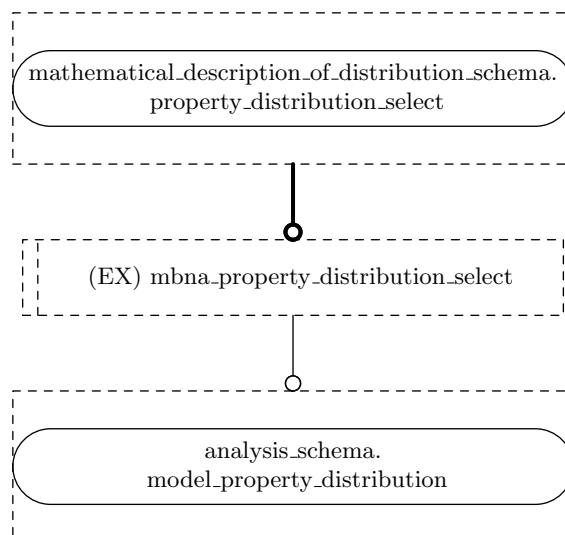 mathematical_description_of_distribution_schema.
property_distribution_select
(EX) mbna_property_distribution_select
analysis_schema.
model_property_distribution